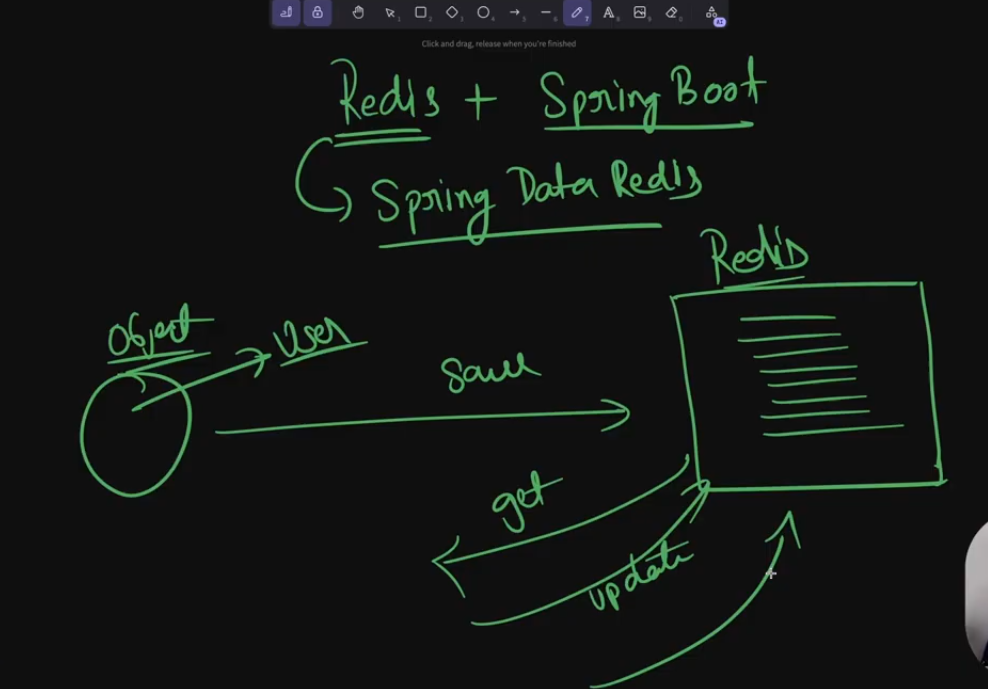 Click and drag, release when you're finished
Redis + Spring Boot
Spring Data Redis
Redis
Object
User
Save
get
update